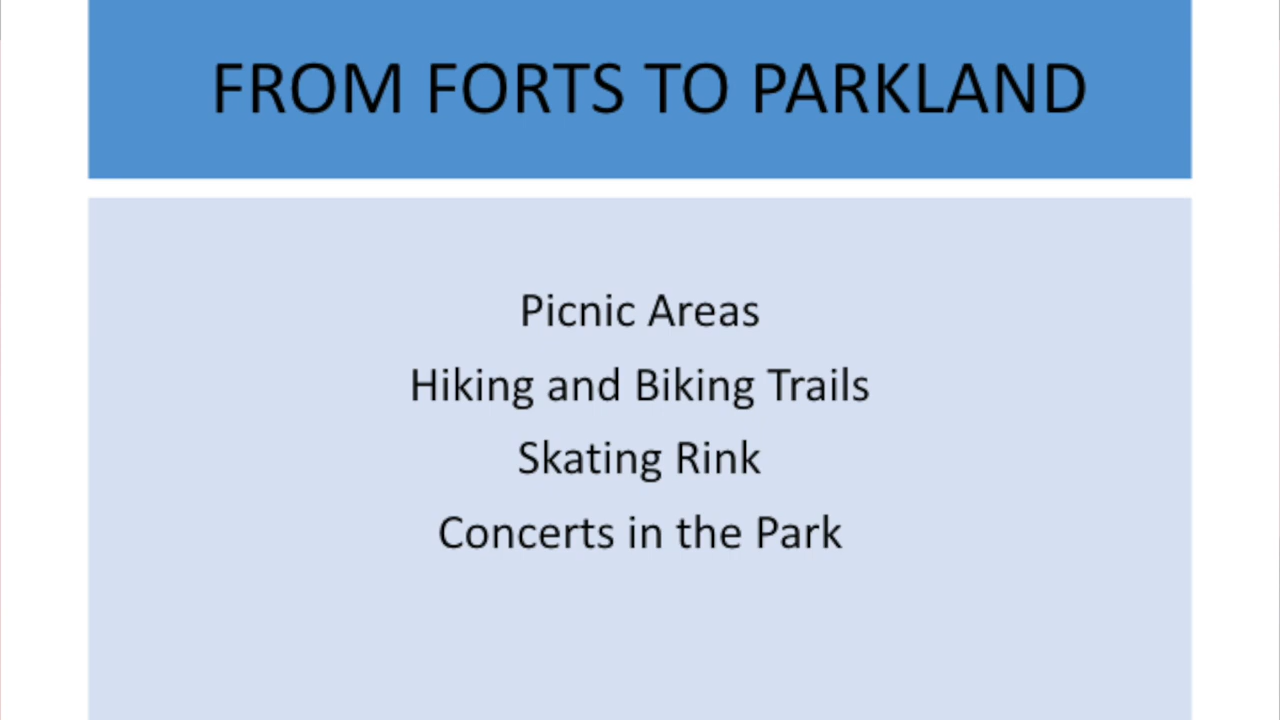 FROM FORTS TO PARKLAND
Picnic Areas
Hiking and Biking Trails
Skating Rink
Concerts in the Park